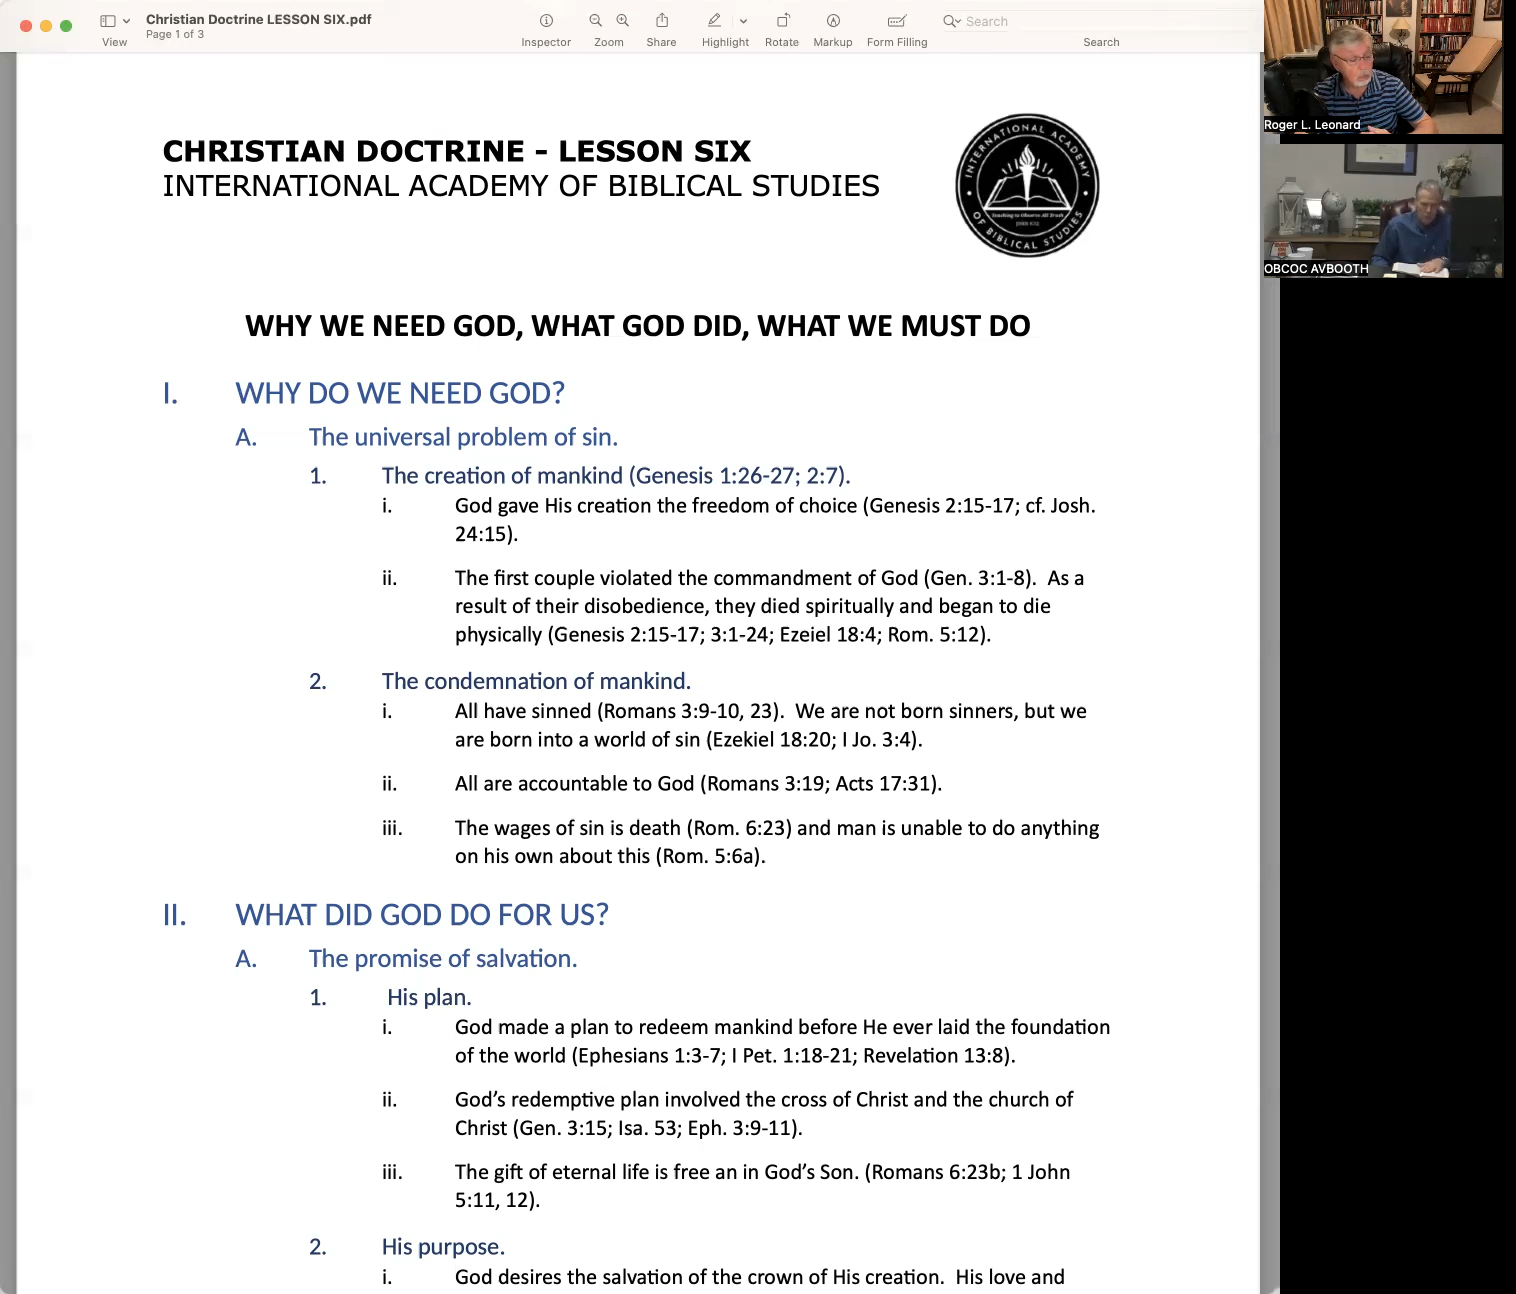 Christian Doctrine LESSON SIX.pdf
Page 1 of 3
View
Inspector
Zoom
Share
Highlight
Rotate
Markup
Form Filling
Search
Search
Roger L. Leonard
OBCOC AVBOOTH
CHRISTIAN DOCTRINE - LESSON SIX
INTERNATIONAL ACADEMY OF BIBLICAL STUDIES
INTERNATIONAL ACADEMY
OF BIBLICAL STUDIES
Teaching to Observe All Truth
WHY WE NEED GOD, WHAT GOD DID, WHAT WE MUST DO
I. WHY DO WE NEED GOD?
A. The universal problem of sin.
1. The creation of mankind (Genesis 1:26-27; 2:7).
i. God gave His creation the freedom of choice (Genesis 2:15-17; cf. Josh.
24:15).
ii. The first couple violated the commandment of God (Gen. 3:1-8).  As a
result of their disobedience, they died spiritually and began to die
physically (Genesis 2:15-17; 3:1-24; Ezeiel 18:4; Rom. 5:12).
2. The condemnation of mankind.
i. All have sinned (Romans 3:9-10, 23).  We are not born sinners, but we
are born into a world of sin (Ezekiel 18:20; I Jo. 3:4).
ii. All are accountable to God (Romans 3:19; Acts 17:31).
iii. The wages of sin is death (Rom. 6:23) and man is unable to do anything
on his own about this (Rom. 5:6a).
II. WHAT DID GOD DO FOR US?
A. The promise of salvation.
1. His plan.
i. God made a plan to redeem mankind before He ever laid the foundation
of the world (Ephesians 1:3-7; I Pet. 1:18-21; Revelation 13:8).
ii. God’s redemptive plan involved the cross of Christ and the church of
Christ (Gen. 3:15; Isa. 53; Eph. 3:9-11).
iii. The gift of eternal life is free an in God’s Son. (Romans 6:23b; 1 John
5:11, 12).
2. His purpose.
i. God desires the salvation of the crown of His creation.  His love and